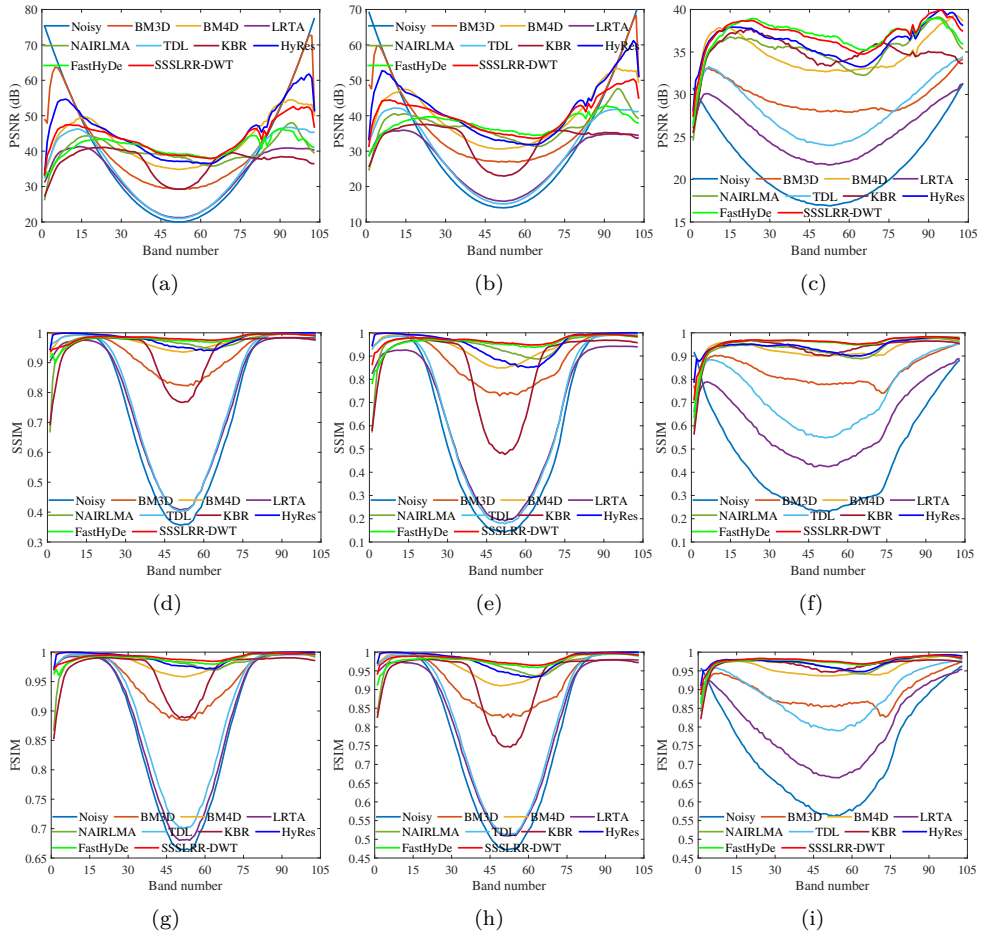 80
70
60
50
40
30
20
PSNR (dB)
Noisy BM3D BM4D LRTA
NAIRLMA TDL KBR HyRes
FastHyDe SSSLRR-DWT
0 15 30 45 60 75 90 105
Band number
(a)
70
60
50
40
30
20
10
PSNR (dB)
Noisy BM3D BM4D LRTA
NAIRLMA TDL KBR HyRes
FastHyDe SSSLRR-DWT
0 15 30 45 60 75 90 105
Band number
(b)
40
35
30
25
20
15
PSNR (dB)
Noisy BM3D BM4D LRTA
NAIRLMA TDL KBR HyRes
FastHyDe SSSLRR-DWT
0 15 30 45 60 75 90 105
Band number
(c)
1
0.9
0.8
0.7
0.6
0.5
0.4
0.3
SSIM
Noisy BM3D BM4D LRTA
NAIRLMA TDL KBR HyRes
FastHyDe SSSLRR-DWT
0 15 30 45 60 75 90 105
Band number
(d)
1
0.9
0.8
0.7
0.6
0.5
0.4
0.3
0.2
0.1
SSIM
Noisy BM3D BM4D LRTA
NAIRLMA TDL KBR HyRes
FastHyDe SSSLRR-DWT
0 15 30 45 60 75 90 105
Band number
(e)
1
0.9
0.8
0.7
0.6
0.5
0.4
0.3
0.2
0.1
SSIM
Noisy BM3D BM4D LRTA
NAIRLMA TDL KBR HyRes
FastHyDe SSSLRR-DWT
0 15 30 45 60 75 90 105
Band number
(f)
1
0.95
0.9
0.85
0.8
0.75
0.7
0.65
FSIM
Noisy BM3D BM4D LRTA
NAIRLMA TDL KBR HyRes
FastHyDe SSSLRR-DWT
0 15 30 45 60 75 90 105
Band number
(g)
1
0.95
0.9
0.85
0.8
0.75
0.7
0.65
0.6
0.55
0.5
0.45
FSIM
Noisy BM3D BM4D LRTA
NAIRLMA TDL KBR HyRes
FastHyDe SSSLRR-DWT
0 15 30 45 60 75 90 105
Band number
(h)
1
0.95
0.9
0.85
0.8
0.75
0.7
0.65
0.6
0.55
0.5
0.45
FSIM
Noisy BM3D BM4D LRTA
NAIRLMA TDL KBR HyRes
FastHyDe SSSLRR-DWT
0 15 30 45 60 75 90 105
Band number
(i)